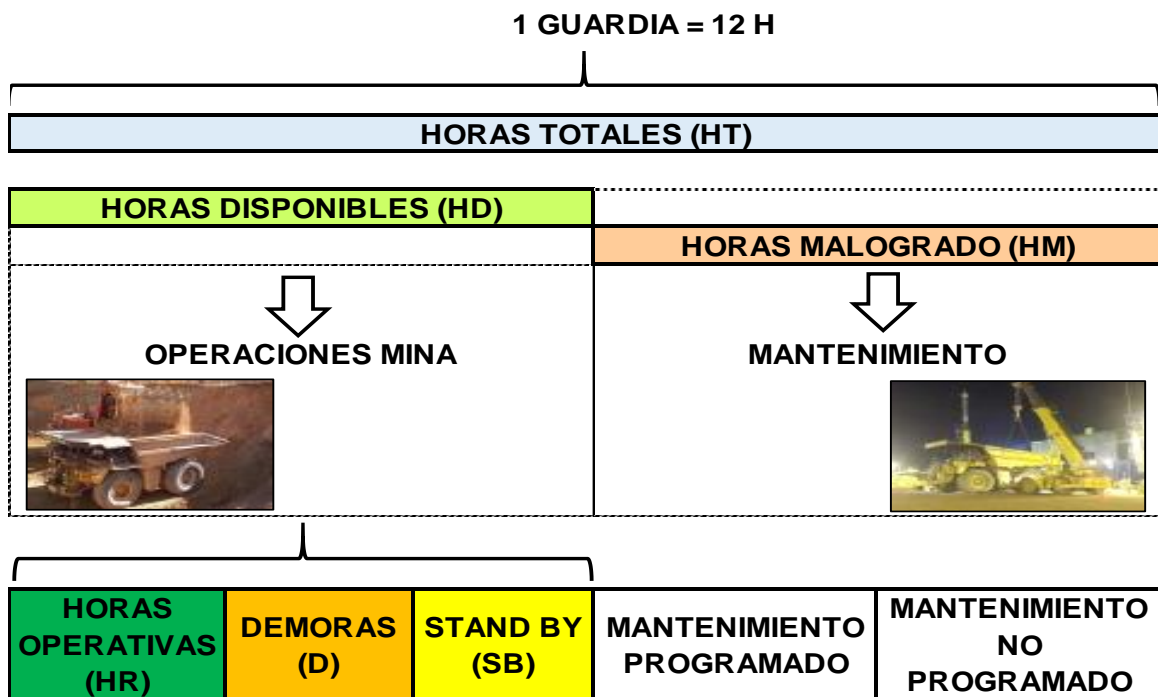 1 GUARDIA = 12 H
HORAS TOTALES (HT)
HORAS DISPONIBLES (HD)
HORAS MALOGRADO (HM)
OPERACIONES MINA
MANTENIMIENTO
HORAS
OPERATIVAS
(HR)
DEMORAS
(D)
STAND BY
(SB)
MANTENIMIENTO
PROGRAMADO
MANTENIMIENTO
NO
PROGRAMADO